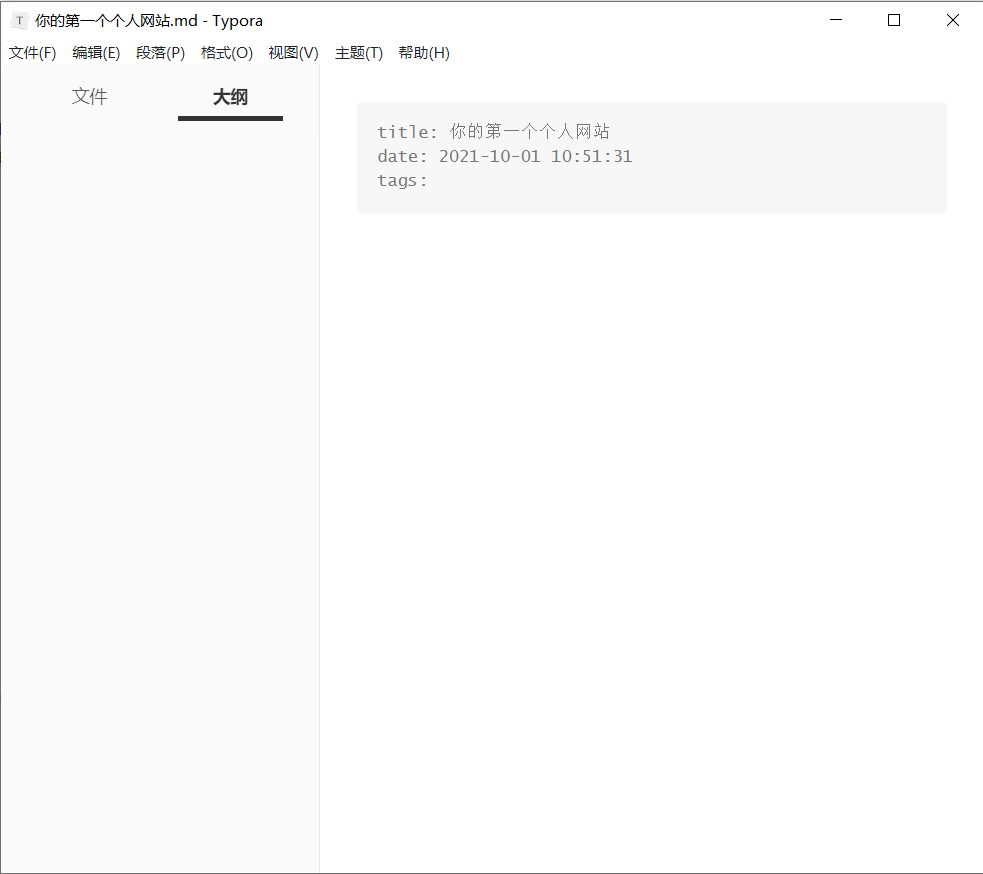 T 你的第一个个人网站.md - Typora
文件(F) 编辑(E) 段落(P) 格式(O) 视图(V) 主题(T) 帮助(H)
文件 大纲
title: 你的第一个个人网站
date: 2021-10-01 10:51:31
tags: